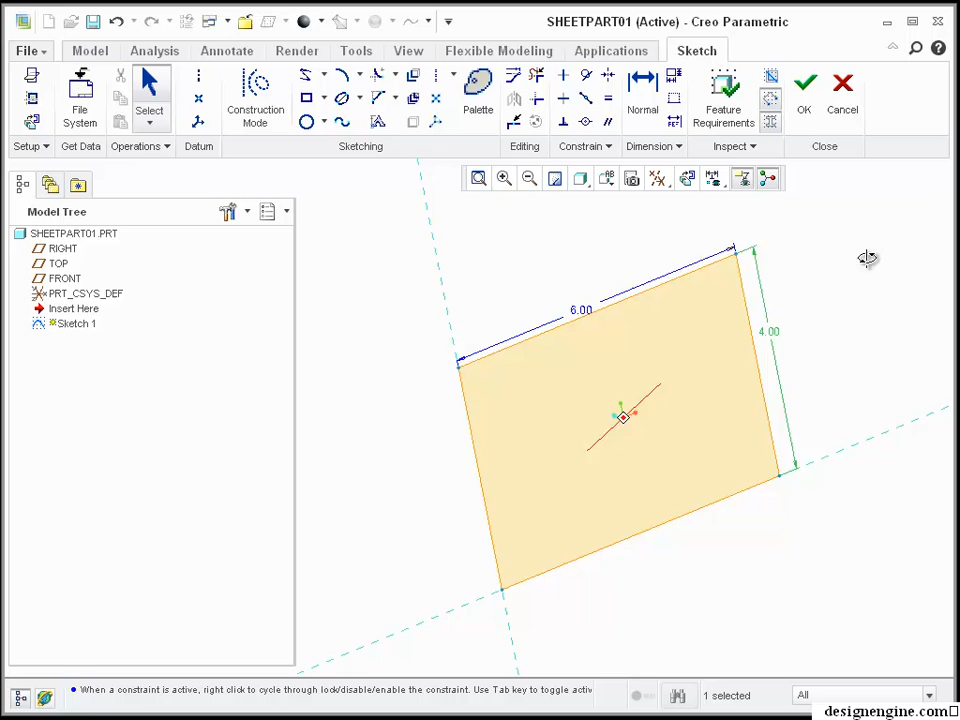 SHEETPART01 (Active) - Creo Parametric
File Model Analysis Annotate Render Tools View Flexible Modeling Applications Sketch
File System
Select
Construction Mode
Palette
Normal
Feature Requirements
OK
Cancel
Setup Get Data Operations Datum Sketching Editing Constrain Dimension Inspect Close
Model Tree
SHEETPART01.PRT
RIGHT
TOP
FRONT
PRT_CSYS_DEF
Insert Here
Sketch 1
6.00
4.00
When a constraint is active, right click to cycle through lock/disable/enable the constraint. Use Tab key to toggle activ
1 selected
All
designengine.com